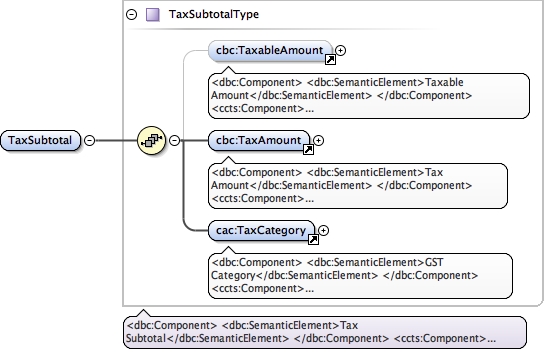 TaxSubtotalType
cbc:TaxableAmount
<dbc:Component> <dbc:SemanticElement>Taxable
Amount</dbc:SemanticElement> </dbc:Component>
<ccts:Component>...
TaxSubtotal
cbc:TaxAmount
<dbc:Component> <dbc:SemanticElement>Tax
Amount</dbc:SemanticElement> </dbc:Component>
<ccts:Component>...
cac:TaxCategory
<dbc:Component> <dbc:SemanticElement>GST
Category</dbc:SemanticElement> </dbc:Component>
<ccts:Component>...
<dbc:Component> <dbc:SemanticElement>Tax
Subtotal</dbc:SemanticElement> </dbc:Component> <ccts:Component>...